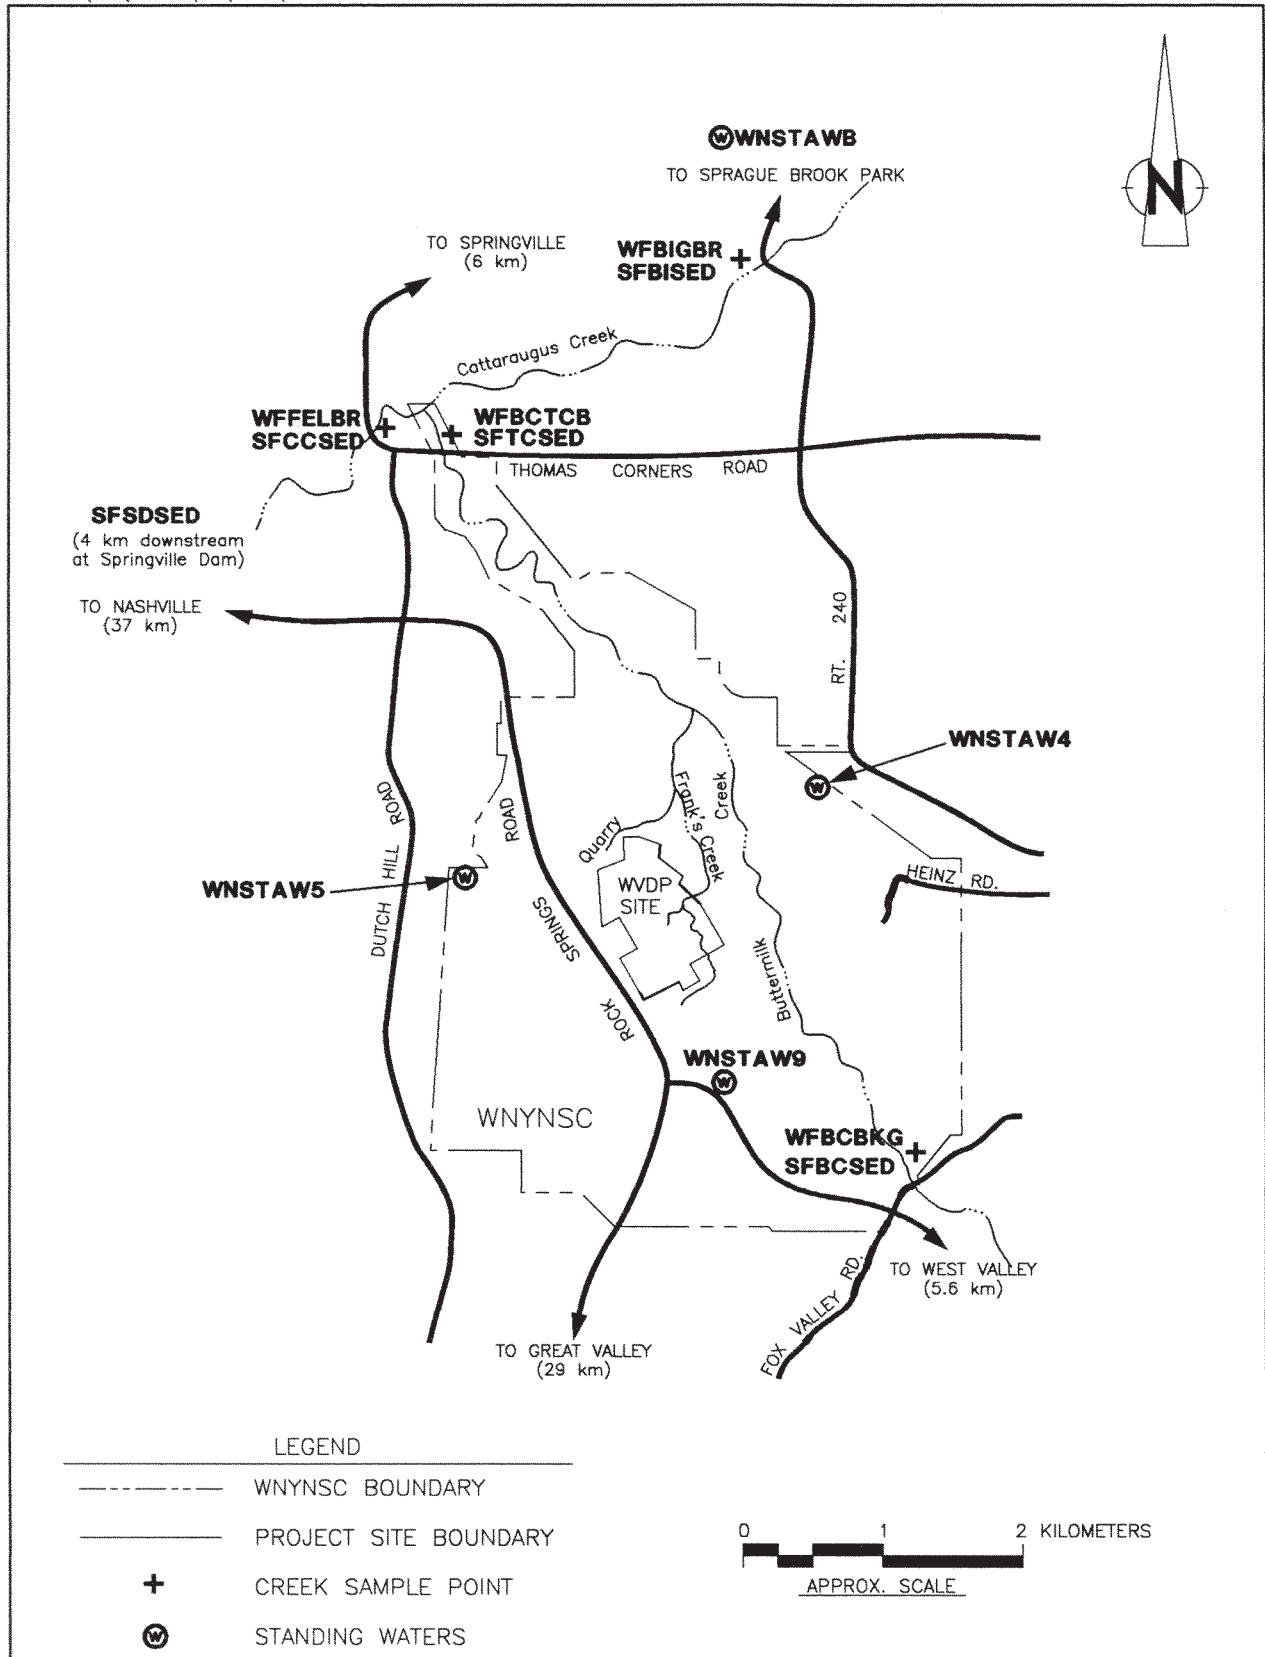 WNSTAWB
TO SPRAGUE BROOK PARK
N
TO SPRINGVILLE
(6 km)
WFBIGBR
SFBISED
Cattaraugus Creek
WFFELBR
SFCCSED
WFBCTCB
SFTCSED
THOMAS CORNERS ROAD
SFSDSED
(4 km downstream
at Springville Dam)
TO NASHVILLE
(37 km)
RT. 240
WNSTAW4
DUTCH HILL ROAD
ROCK SPRINGS ROAD
Quarry
Frank's Creek
Buttermilk Creek
WVDP
SITE
HEINZ RD.
WNSTAW5
WNSTAW9
WNYNSC
WFBCBKG
SFBCSED
TO WEST VALLEY
(5.6 km)
FOX VALLEY RD.
TO GREAT VALLEY
(29 km)
LEGEND
WNYNSC BOUNDARY
PROJECT SITE BOUNDARY
CREEK SAMPLE POINT
W STANDING WATERS
0 1 2 KILOMETERS
APPROX. SCALE